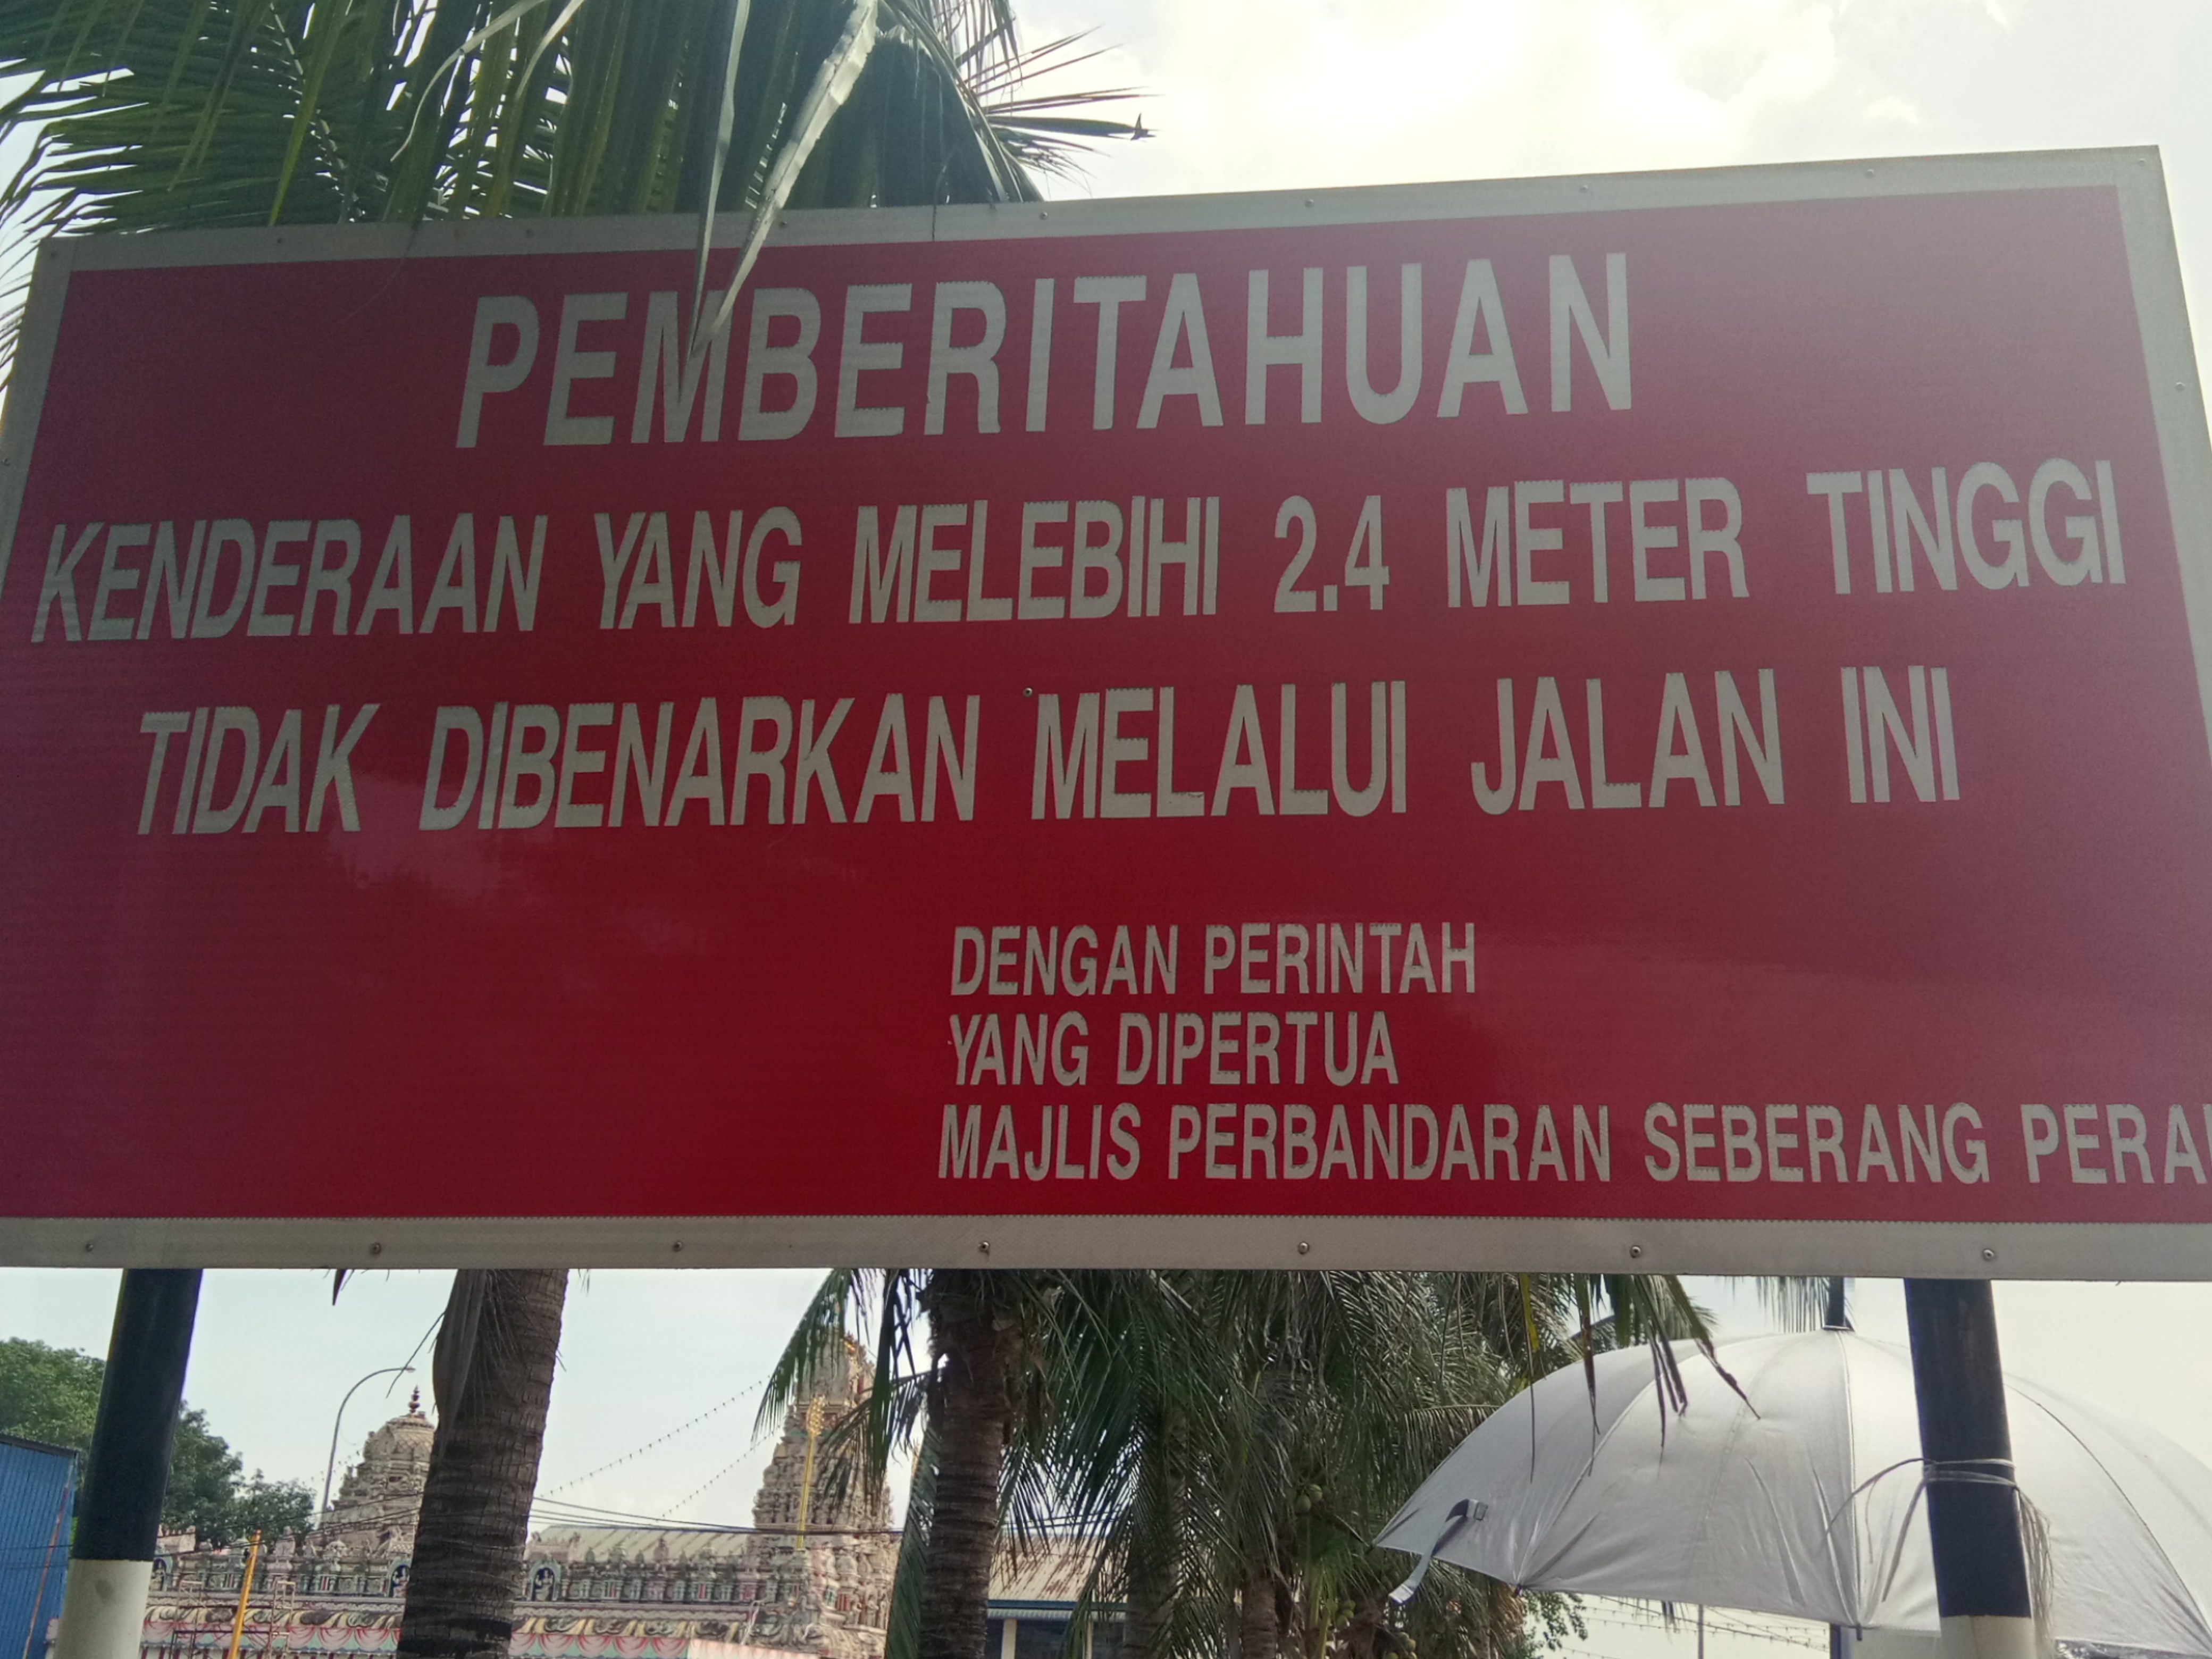 PEMBERITAHUAN
KENDERAAN YANG MELEBIHI 2.4 METER TINGGI
TIDAK DIBENARKAN MELALUI JALAN INI
DENGAN PERINTAH
YANG DIPERTUA
MAJLIS PERBANDARAN SEBERANG